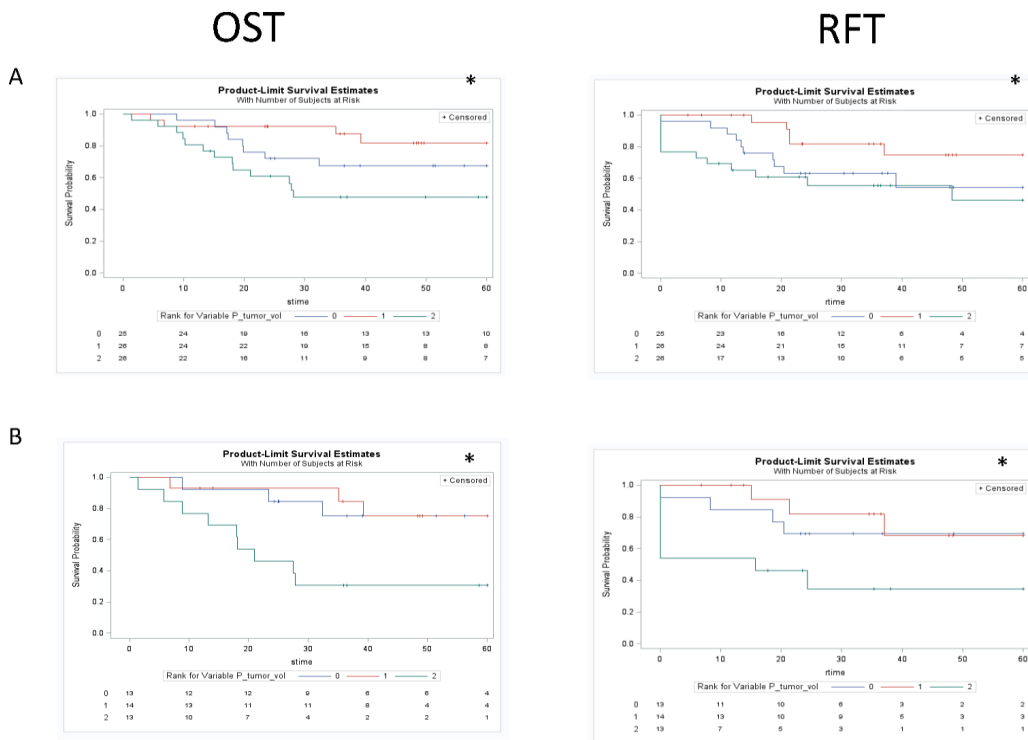 OST
RFT
A
*
Product-Limit Survival Estimates
With Number of Subjects at Risk
+ Censored
1.0
0.8
0.6
0.4
0.2
0.0
Survival Probability
0 10 20 30 40 50 60
stime
Rank for Variable P_tumor_vol 0 1 2
0 25 24 19 16 13 13 10
1 26 24 22 19 15 8 8
2 26 22 16 11 9 8 7
*
Product-Limit Survival Estimates
With Number of Subjects at Risk
+ Censored
1.0
0.8
0.6
0.4
0.2
0.0
Survival Probability
0 10 20 30 40 50 60
rtime
Rank for Variable P_tumor_vol 0 1 2
0 25 23 16 12 6 4 4
1 26 24 21 15 11 7 7
2 26 17 13 10 6 5 5
B
*
Product-Limit Survival Estimates
With Number of Subjects at Risk
+ Censored
1.0
0.8
0.6
0.4
0.2
0.0
Survival Probability
0 10 20 30 40 50 60
stime
Rank for Variable P_tumor_vol 0 1 2
0 13 12 12 9 6 6 4
1 14 13 11 11 8 4 4
2 13 10 7 4 2 2 1
*
Product-Limit Survival Estimates
With Number of Subjects at Risk
+ Censored
1.0
0.8
0.6
0.4
0.2
0.0
Survival Probability
0 10 20 30 40 50 60
rtime
Rank for Variable P_tumor_vol 0 1 2
0 13 11 10 6 3 2 2
1 14 13 10 9 5 3 3
2 13 7 5 3 1 1 1